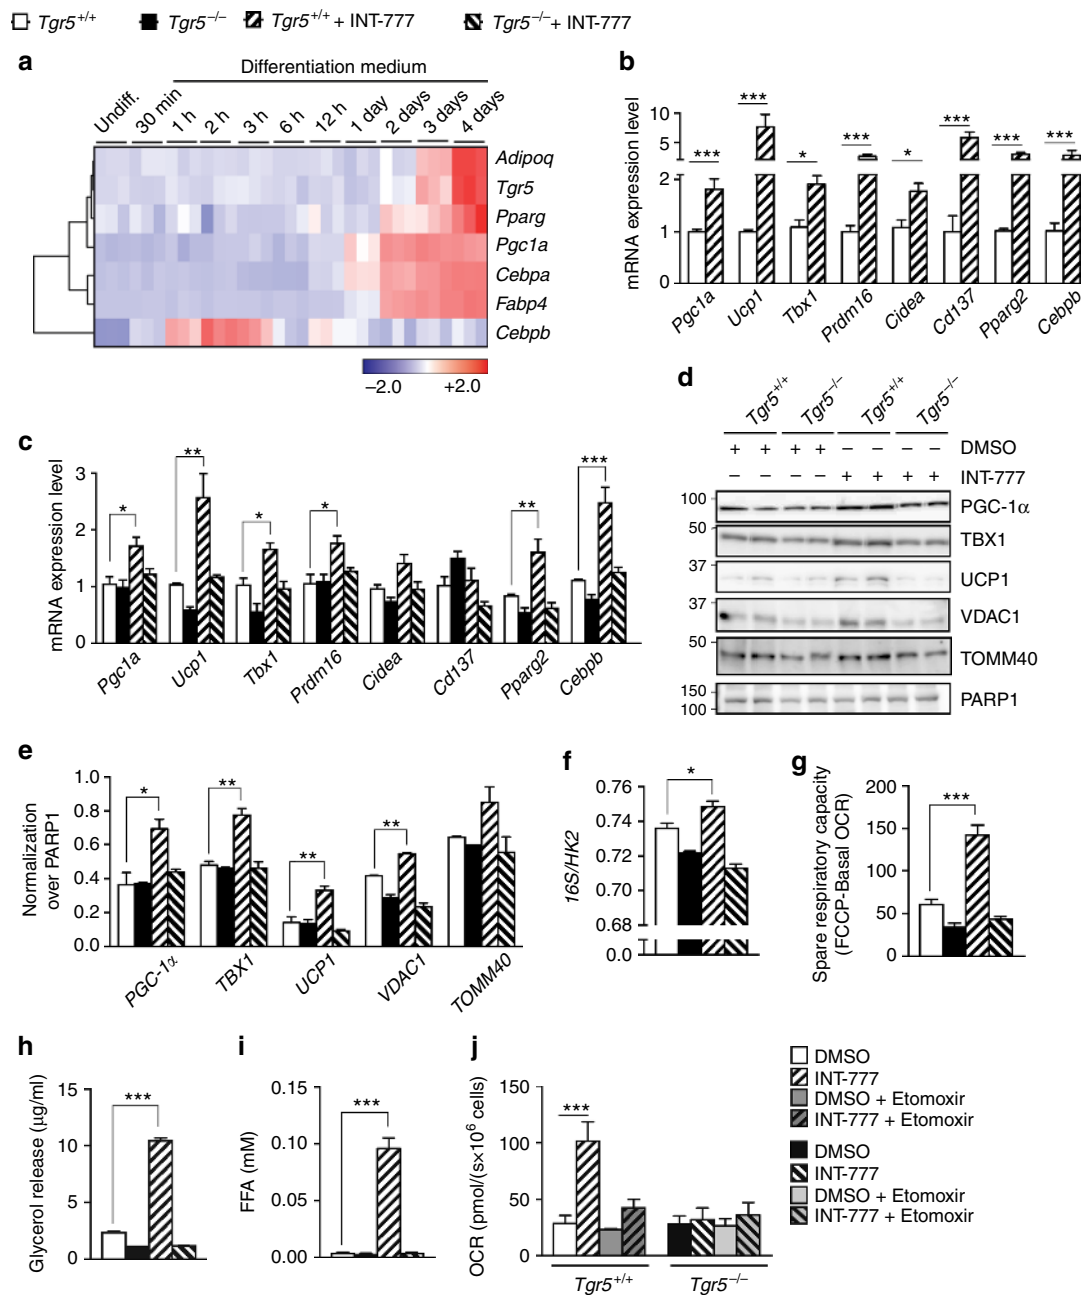 Tgr5+/+ Tgr5−/− Tgr5+/+ + INT-777 Tgr5−/− + INT-777
a
Differentiation medium
Undiff. 30 min 1 h 2 h 3 h 6 h 12 h 1 day 2 days 3 days 4 days
Adipoq
Tgr5
Pparg
Pgc1a
Cebpa
Fabp4
Cebpb
−2.0 +2.0
b
mRNA expression level
10
5
2
1
0
*** *** * *** * *** *** ***
Pgc1a Ucp1 Tbx1 Prdm16 Cidea Cd137 Pparg2 Cebpb
c
mRNA expression level
3
2
1
0
* ** * * ** ***
Pgc1a Ucp1 Tbx1 Prdm16 Cidea Cd137 Pparg2 Cebpb
d
Tgr5+/+ Tgr5−/− Tgr5+/+ Tgr5−/−
+ + + + − − − − DMSO
− − − − + + + + INT-777
100 PGC-1α
50 TBX1
37 UCP1
37 VDAC1
50 TOMM40
150 PARP1
100
e
Normalization
over PARP1
1.0
0.8
0.6
0.4
0.2
0.0
* ** ** **
PGC-1α TBX1 UCP1 VDAC1 TOMM40
f
16S/HK2
0.76
0.74
0.72
0.70
0.68
0.0
*
g
Spare respiratory capacity
(FCCP-Basal OCR)
200
150
100
50
0
***
h
Glycerol release (μg/ml)
15
10
5
0
***
i
FFA (mM)
0.15
0.10
0.05
0.00
***
j
OCR (pmol/(s×10⁶ cells)
150
100
50
0
***
Tgr5+/+ Tgr5−/−
DMSO
INT-777
DMSO + Etomoxir
INT-777 + Etomoxir
DMSO
INT-777
DMSO + Etomoxir
INT-777 + Etomoxir